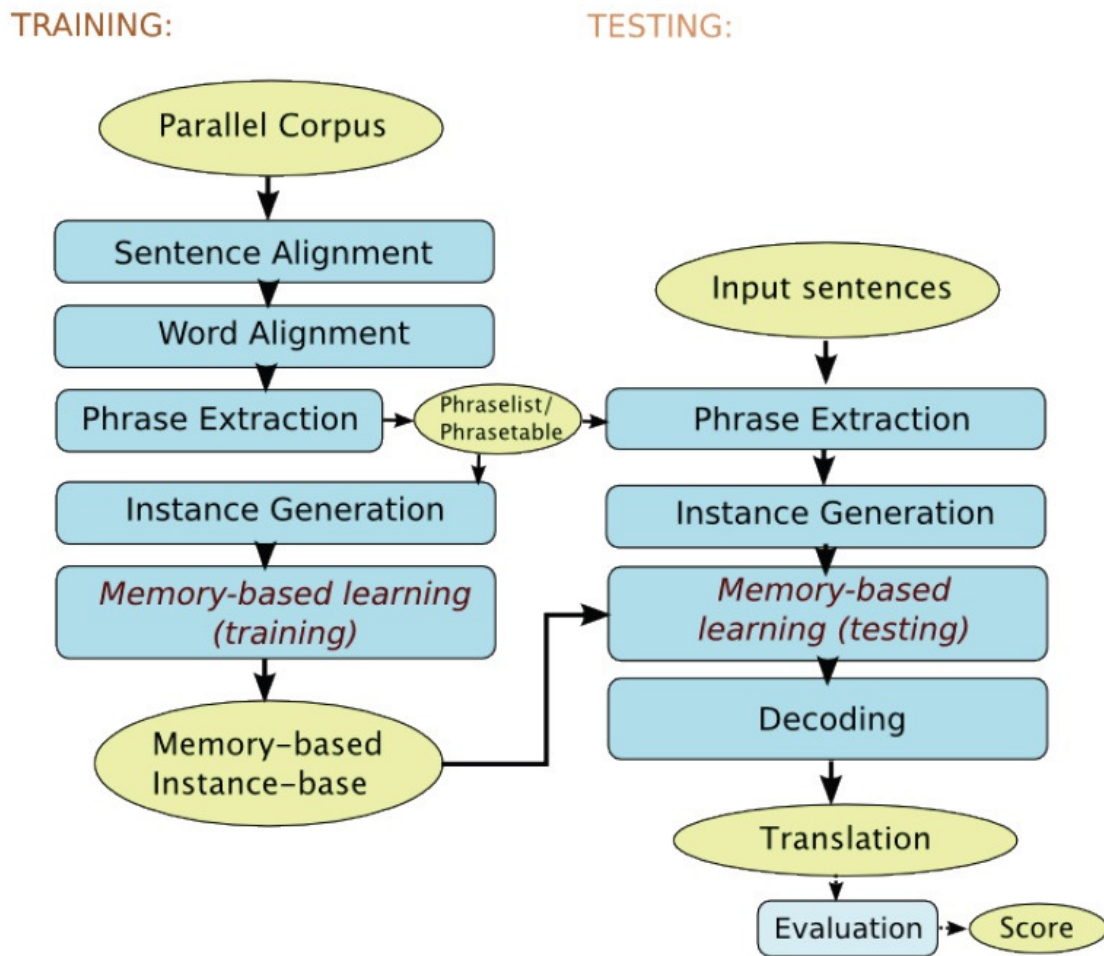 TRAINING:
Parallel Corpus
Sentence Alignment
Word Alignment
Phrase Extraction
Phraselist/
Phrasetable
Instance Generation
Memory-based learning
(training)
Memory-based
Instance-base
TESTING:
Input sentences
Phrase Extraction
Instance Generation
Memory-based
learning (testing)
Decoding
Translation
Evaluation
Score